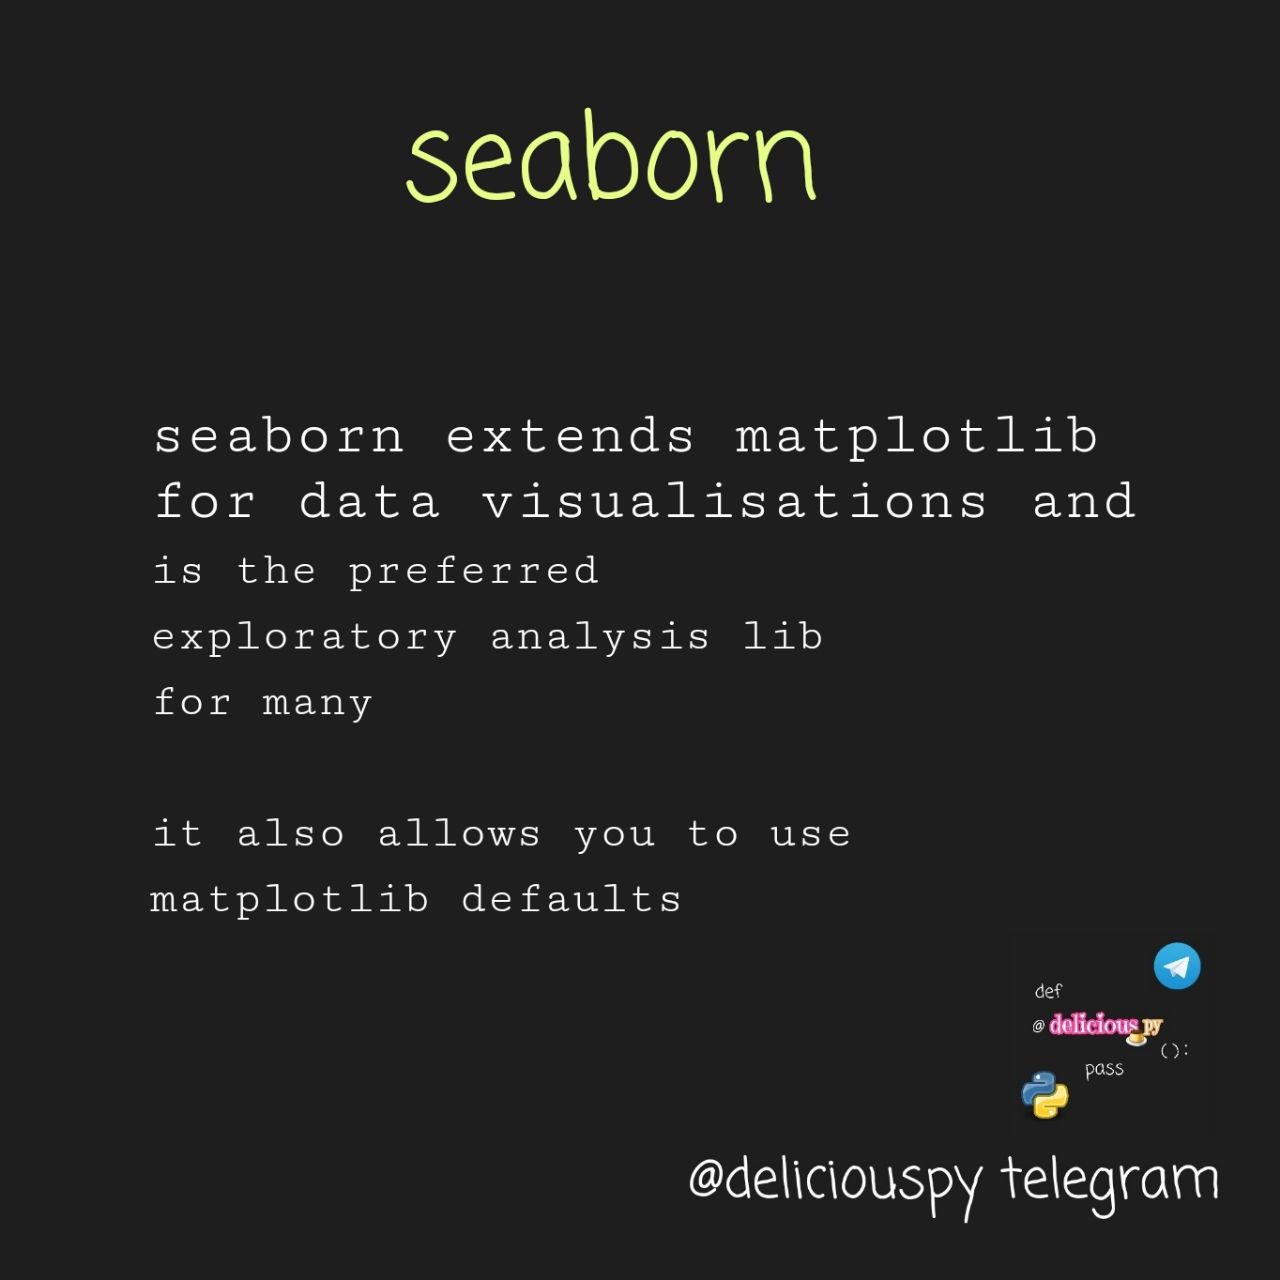 seaborn
seaborn extends matplotlib
for data visualisations and
is the preferred
exploratory analysis lib
for many
it also allows you to use
matplotlib defaults
def
@ delicious py
():
pass
@deliciouspy telegram